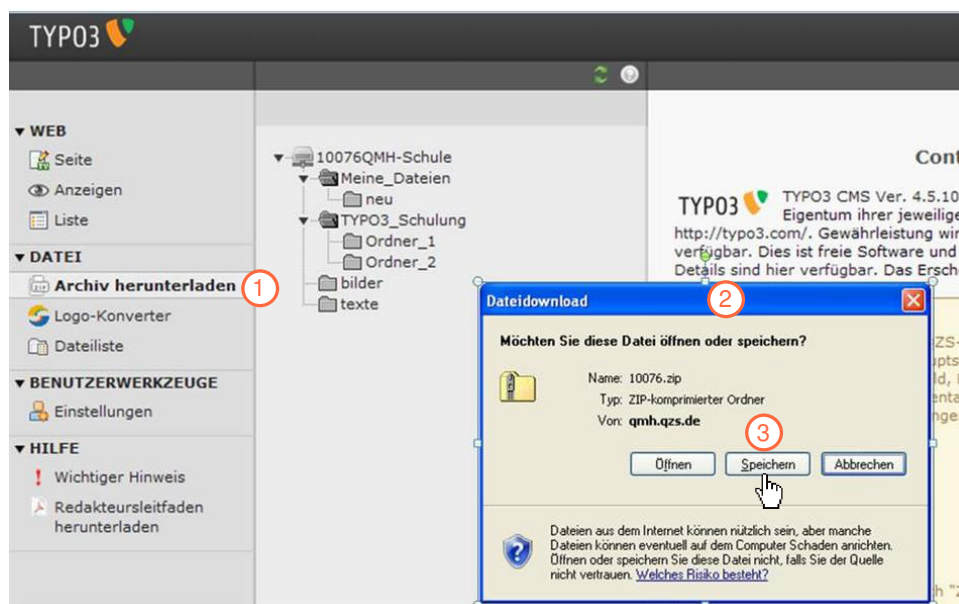 TYPO3
WEB
Seite
Anzeigen
Liste
DATEI
Archiv herunterladen
1
Logo-Konverter
Dateiliste
BENUTZERWERKZEUGE
Einstellungen
HILFE
Wichtiger Hinweis
Redakteursleitfaden
herunterladen
10076QMH-Schule
Meine_Dateien
neu
TYPO3_Schulung
Ordner_1
Ordner_2
bilder
texte
TYPO3
TYPO3 CMS Ver. 4.5.10
Eigentum ihrer
http://typo3.com/. Gewährleistung
verfügbar. Dies ist freie Software und
Details sind hier verfügbar. Das
Dateidownload
2
Möchten Sie diese Datei öffnen oder speichern?
Name: 10076.zip
Typ: ZIP-komprimierter Ordner
Von: qmh.qzs.de
3
Öffnen
Speichern
Abbrechen
Dateien aus dem Internet können nützlich sein, aber manche
Dateien können eventuell auf dem Computer Schaden anrichten.
Öffnen oder speichern Sie diese Datei nicht, falls Sie der Quelle
nicht vertrauen. Welches Risiko besteht?